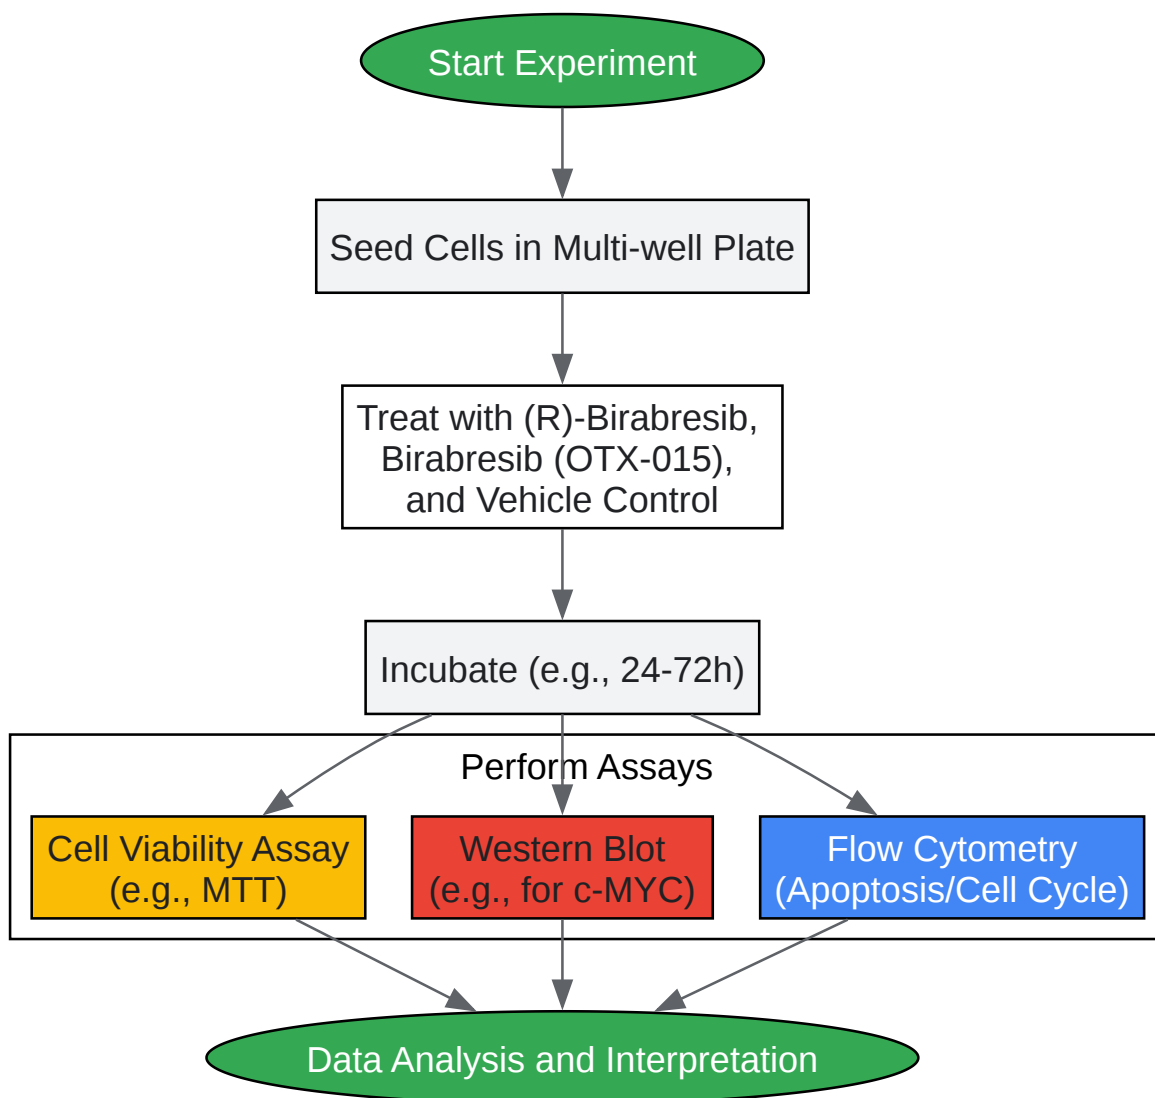 Start Experiment
Seed Cells in Multi-well Plate
Treat with (R)-Birabresib,
Birabresib (OTX-015),
and Vehicle Control
Incubate (e.g., 24-72h)
Perform Assays
Cell Viability Assay
(e.g., MTT)
Western Blot
(e.g., for c-MYC)
Flow Cytometry
(Apoptosis/Cell Cycle)
Data Analysis and Interpretation